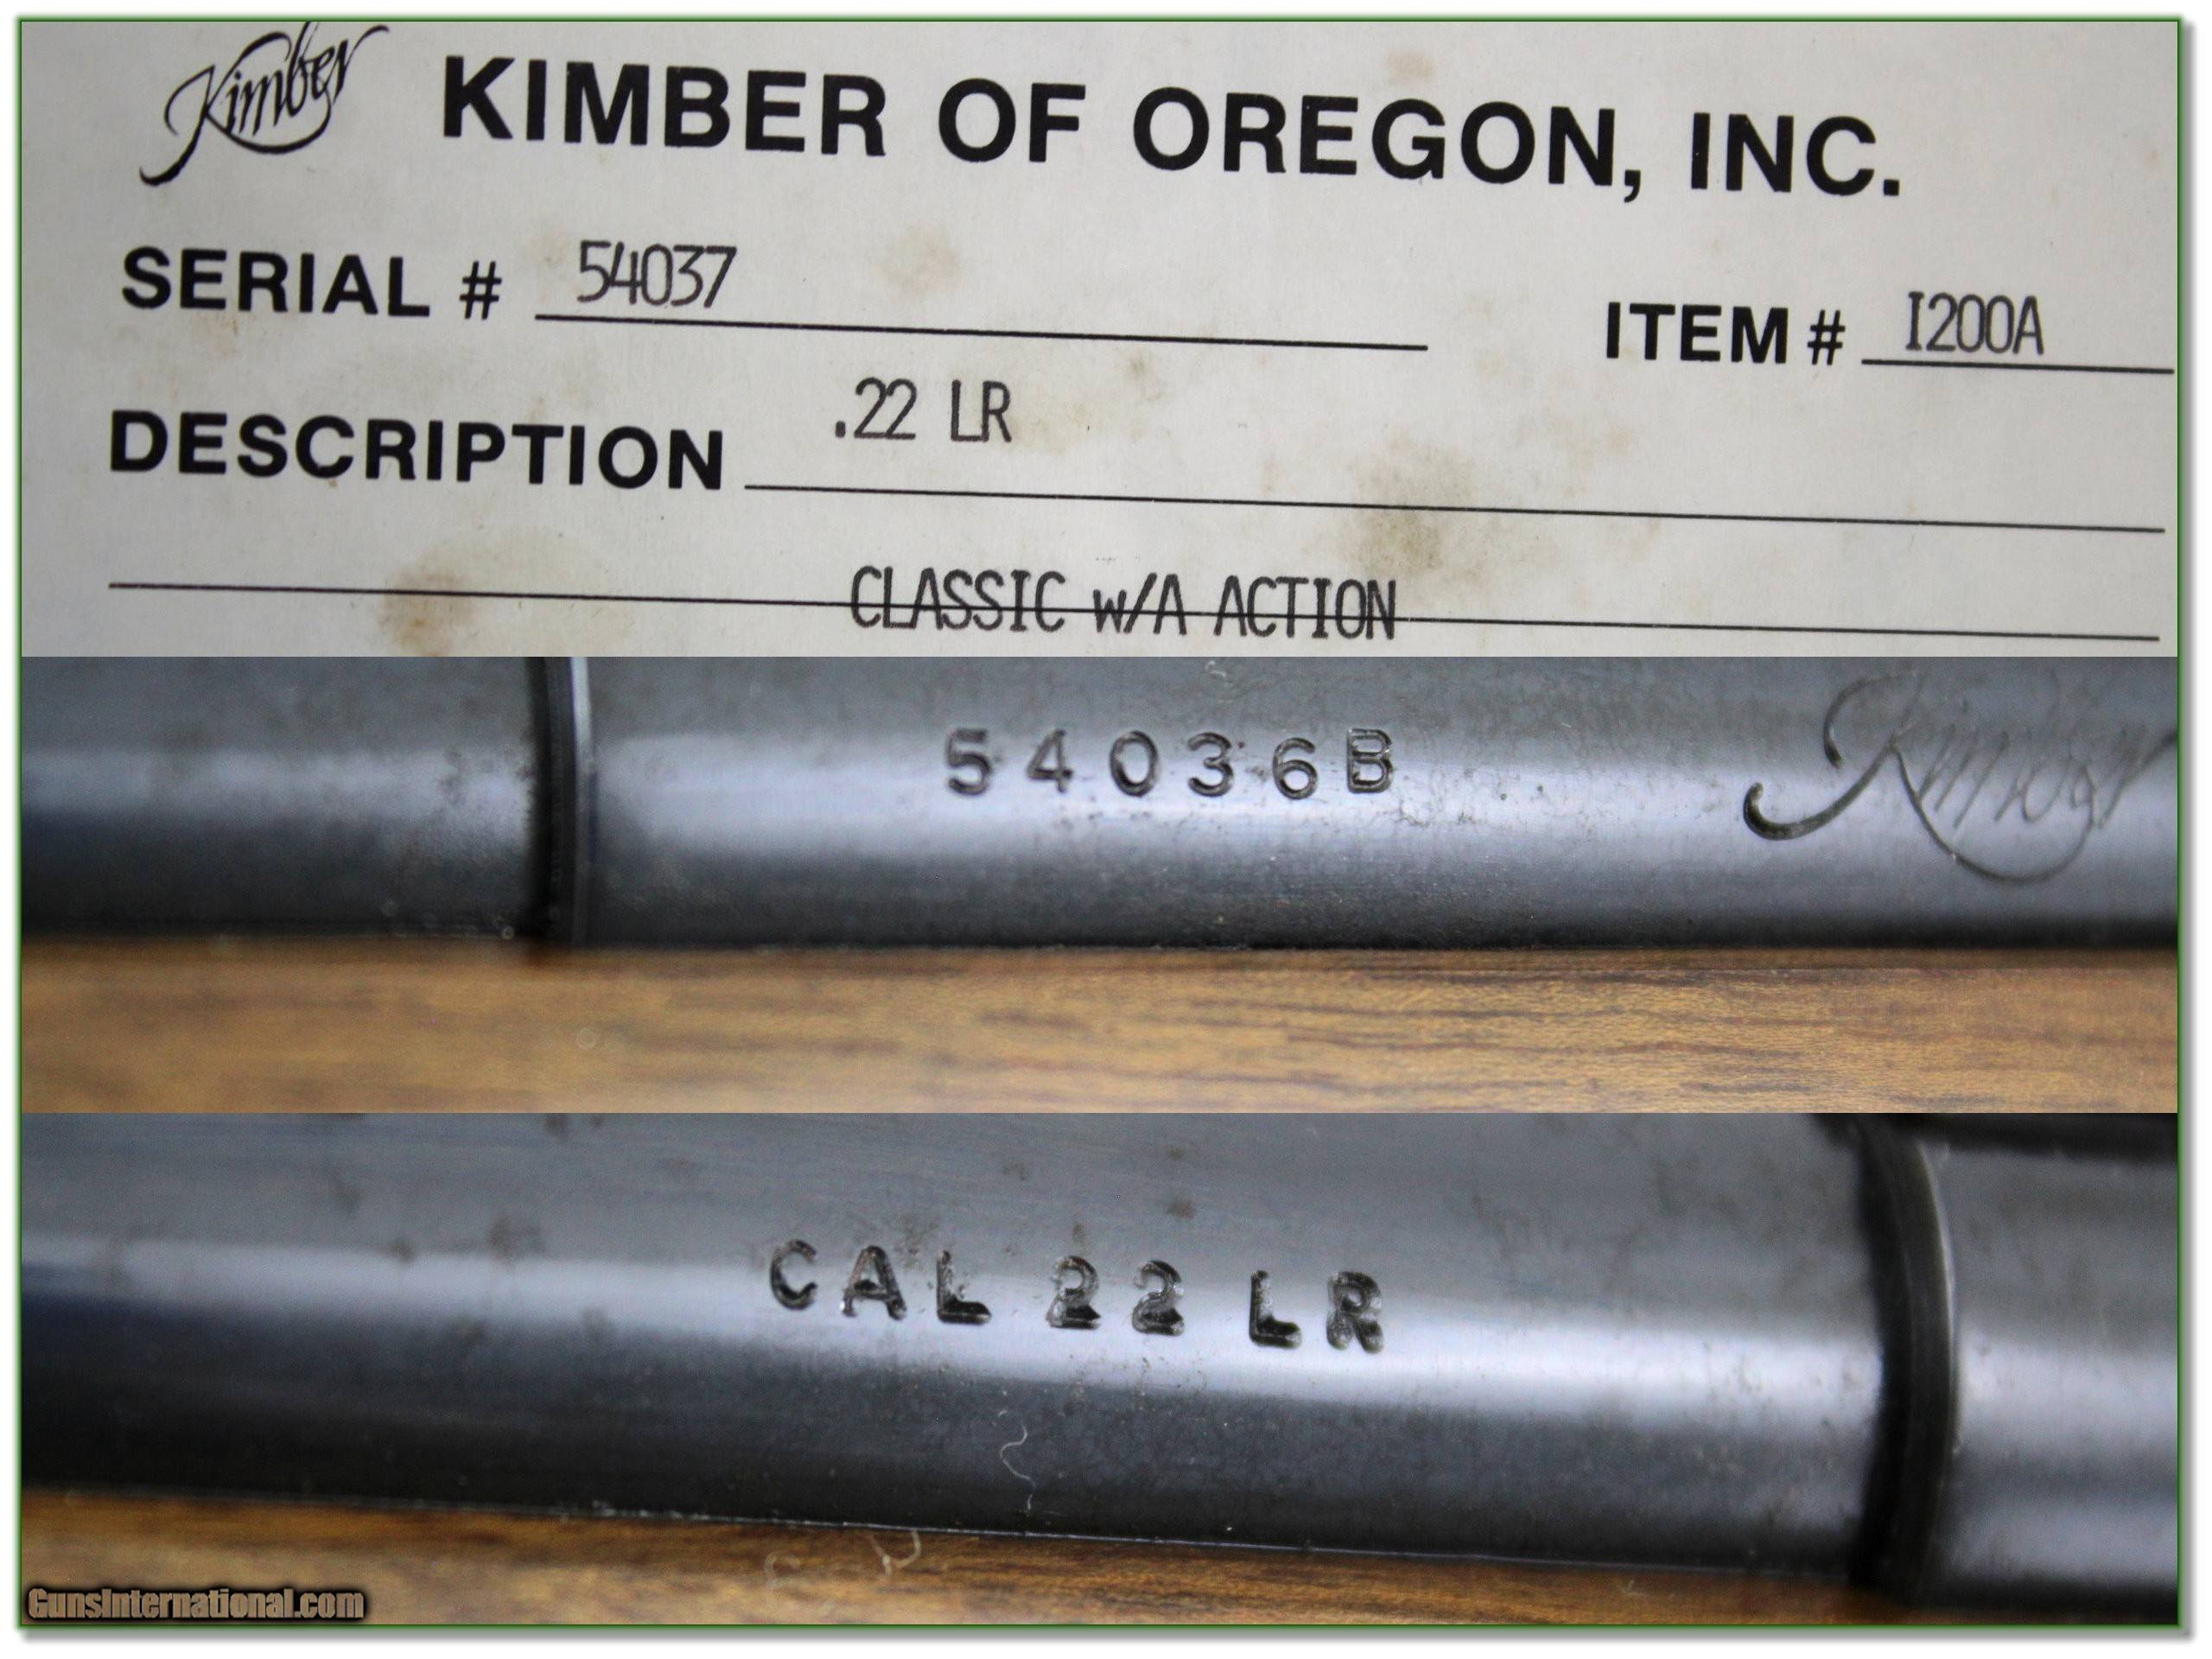 Kimber KIMBER OF OREGON, INC.
SERIAL # 54037 ITEM # I200A
DESCRIPTION .22 LR
CLASSIC w/A ACTION
54036B Kimber
CAL 22 LR
GunsInternational.com